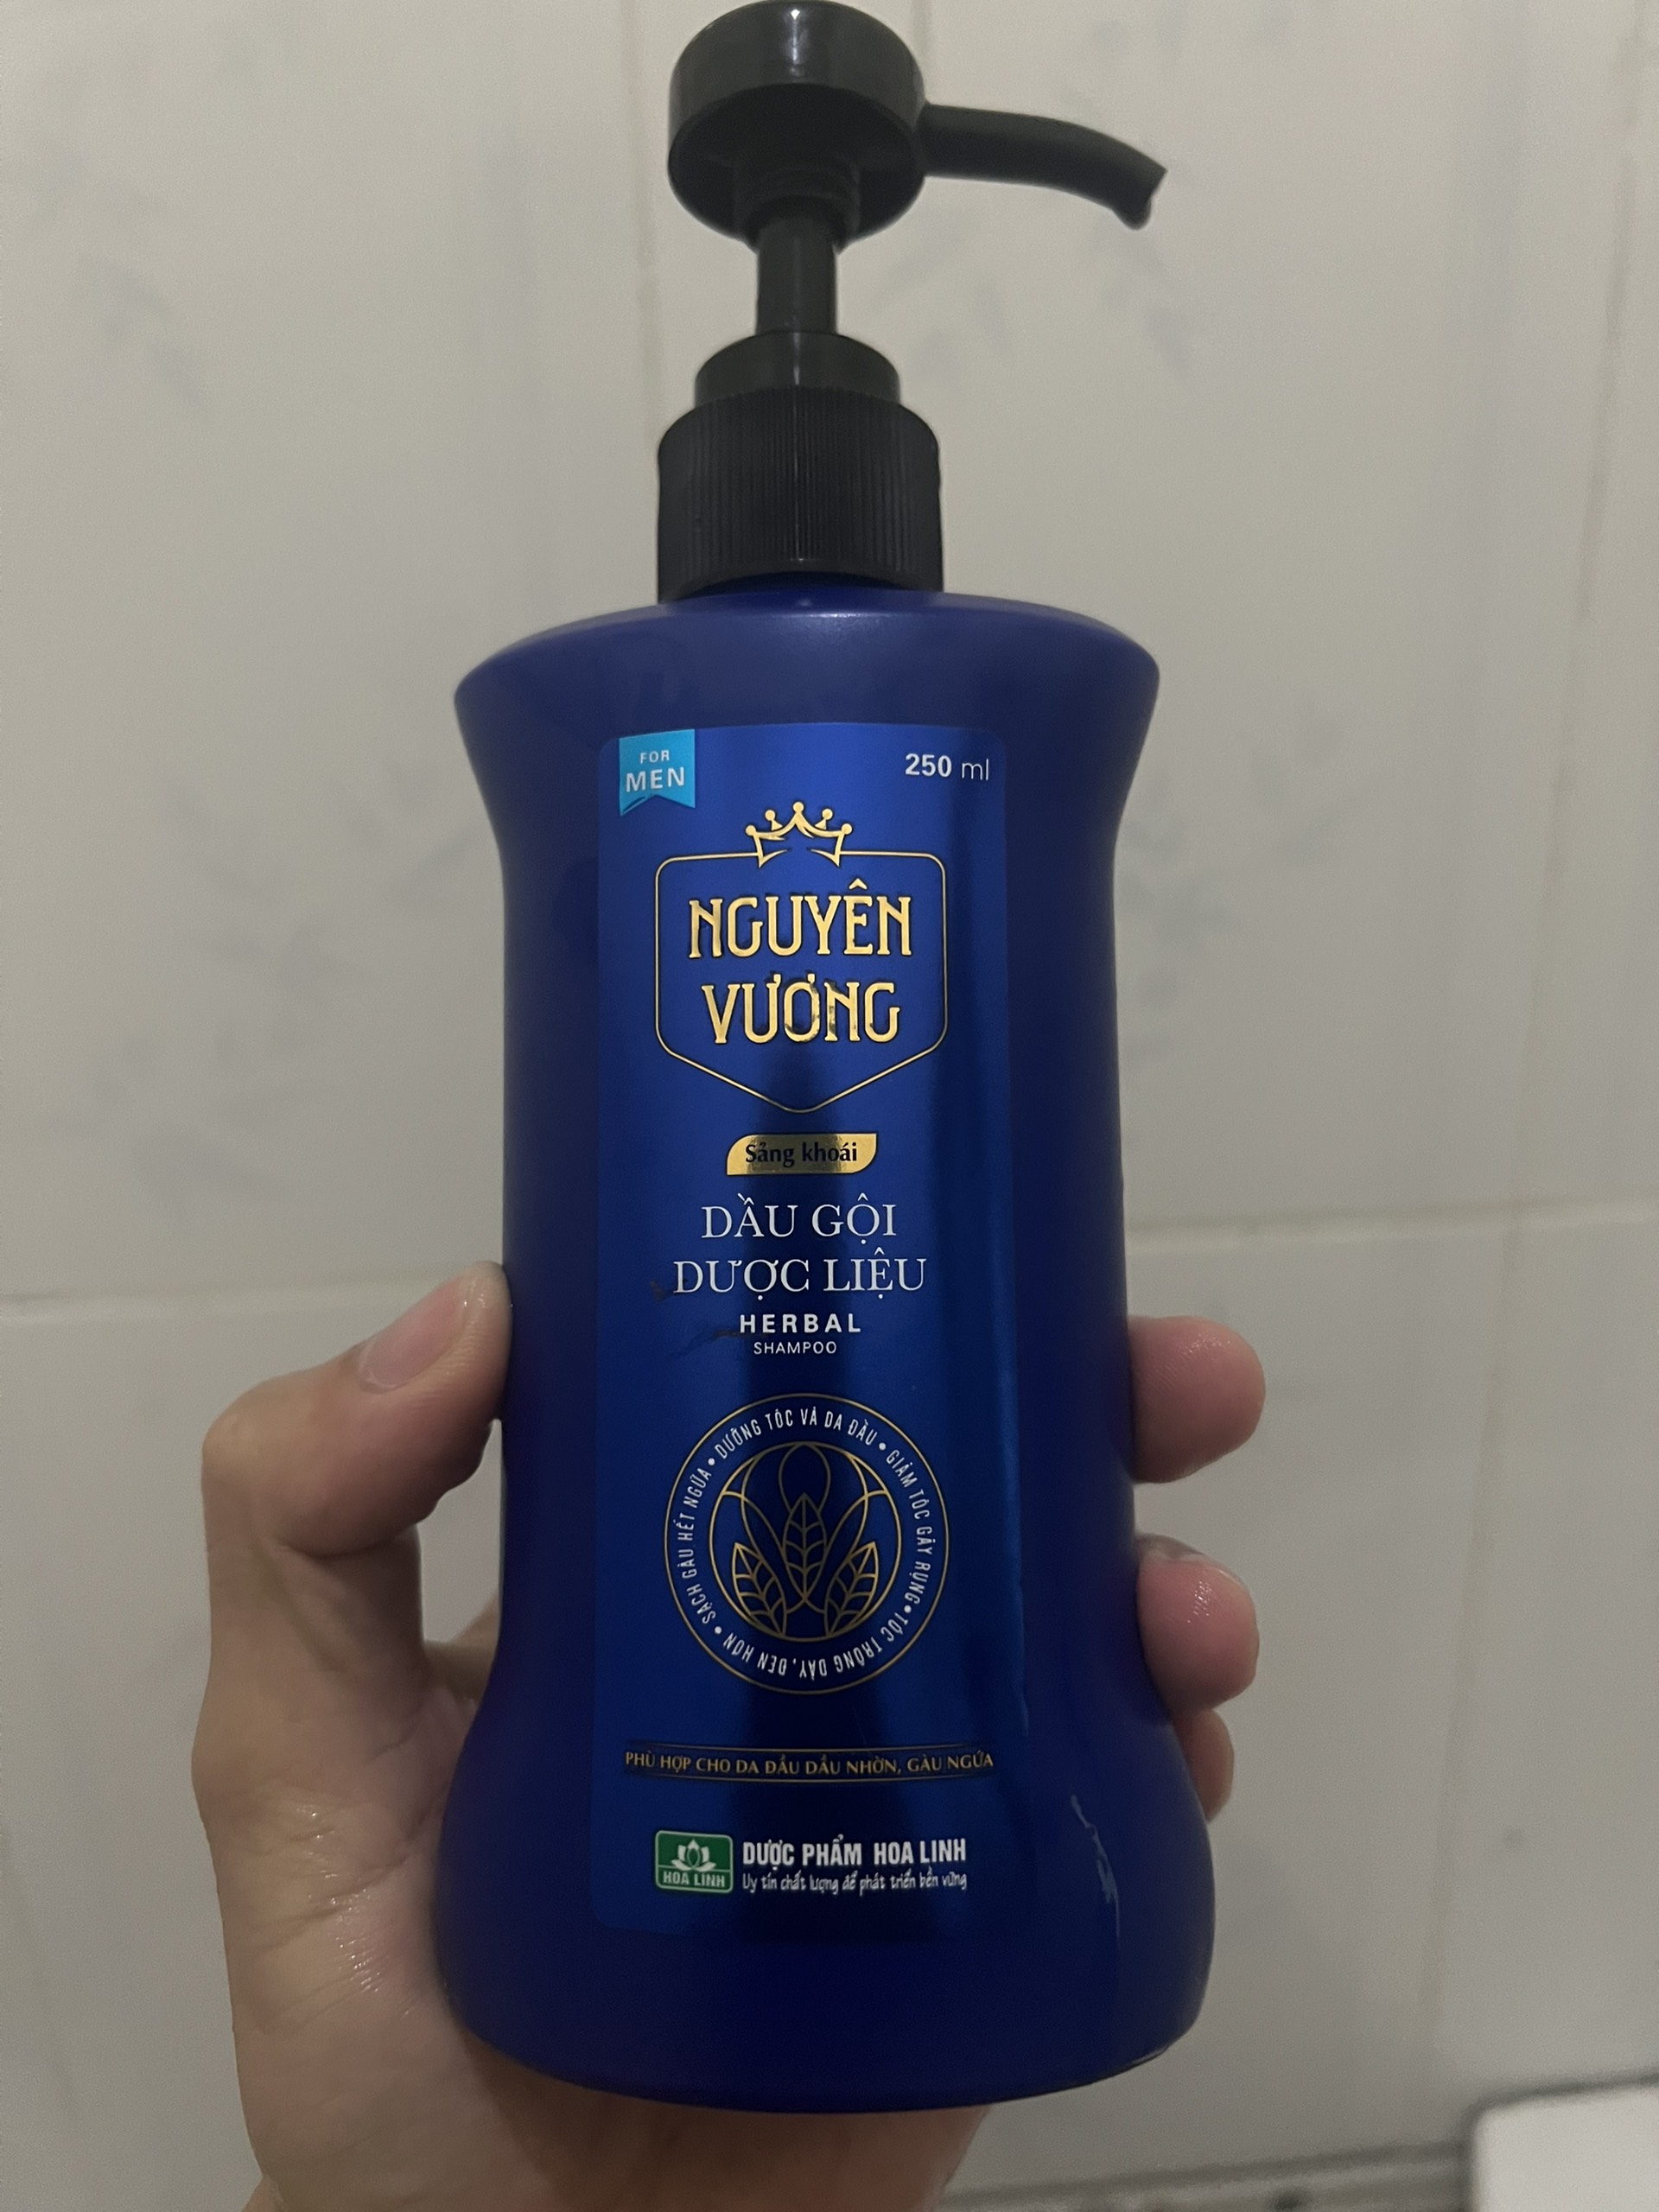 FOR
MEN
250 ml
NGUYÊN
VƯƠNG
Sảng khoái
DẦU GỘI
DƯỢC LIỆU
HERBAL
SHAMPOO
SẠCH GÀU HẾT NGỨA • DƯỠNG TÓC VÀ DA ĐẦU • GIẢM TÓC GÃY RỤNG • TÓC TRÔNG DÀY, ĐEN HƠN •
PHÙ HỢP CHO DA ĐẦU DẦU NHỜN, GÀU NGỨA
HOA LINH
DƯỢC PHẨM HOA LINH
Uy tín chất lượng để phát triển bền vững